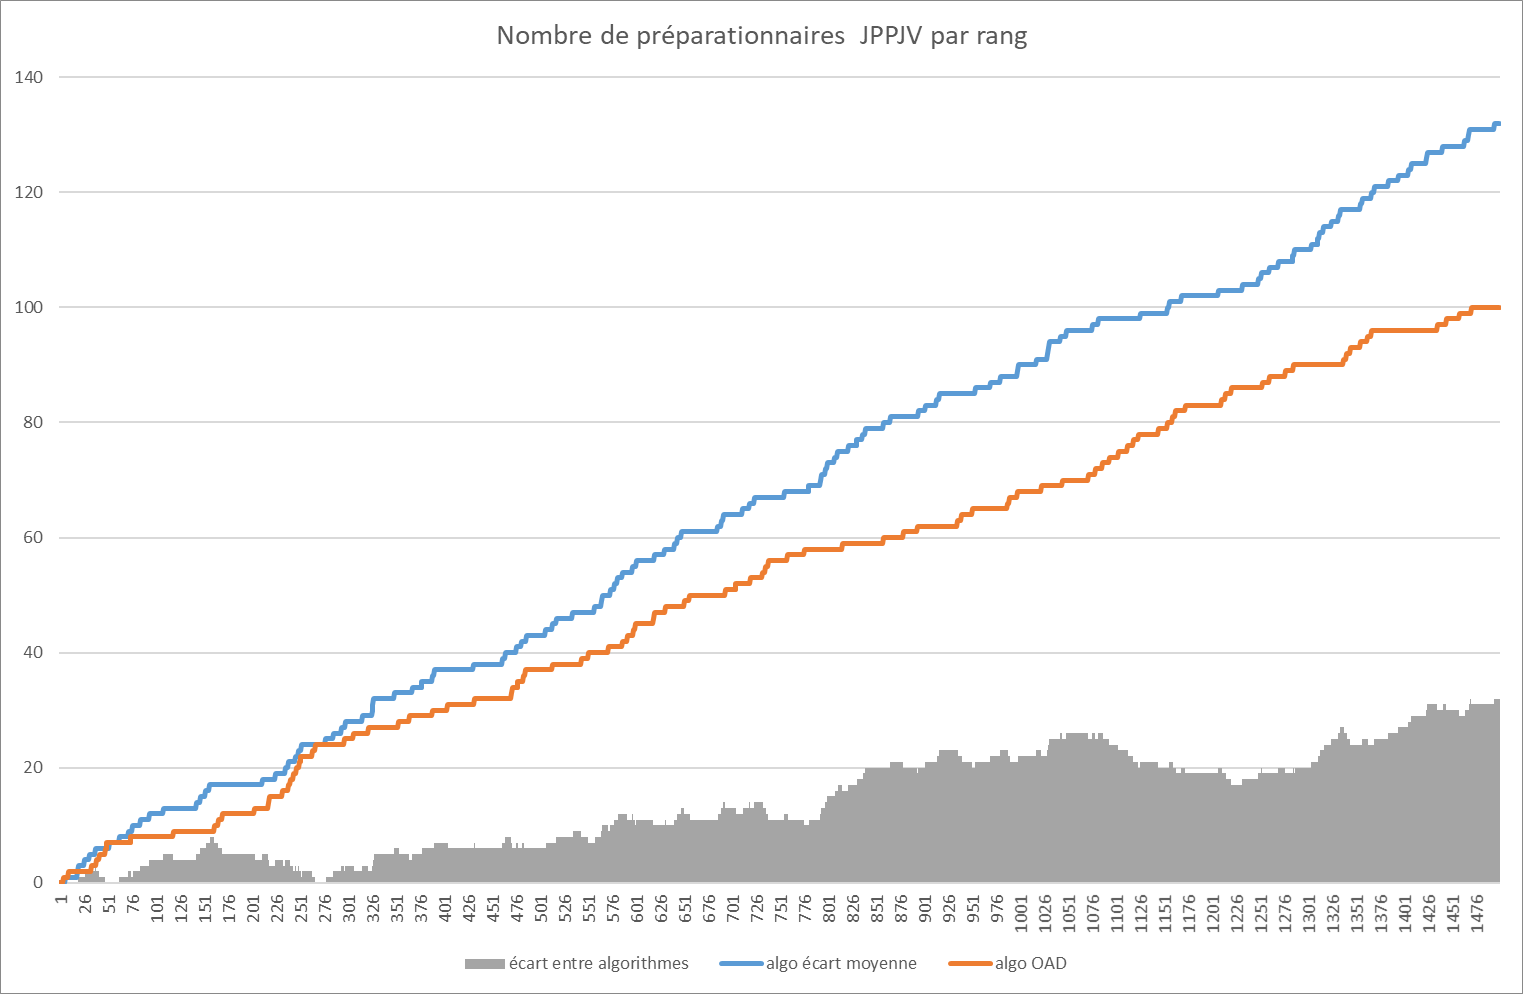 Nombre de préparationnaires  JPPJV par rang
140
120
100
80
60
40
20
0
1 26 51 76 101 126 151 176 201 226 251 276 301 326 351 376 401 426 451 476 501 526 551 576 601 626 651 676 701 726 751 776 801 826 851 876 901 926 951 976 1001 1026 1051 1076 1101 1126 1151 1176 1201 1226 1251 1276 1301 1326 1351 1376 1401 1426 1451 1476
écart entre algorithmes algo écart moyenne algo OAD